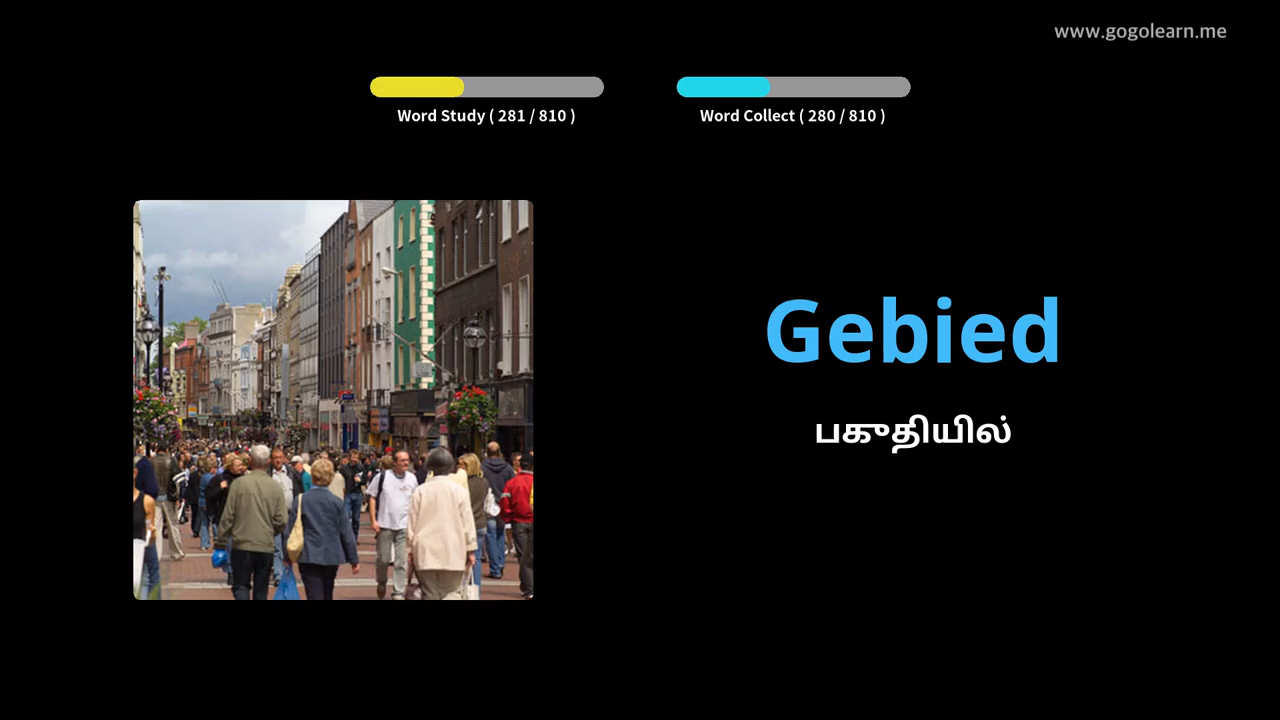 www.gogolearn.me
Word Study ( 281 / 810 )
Word Collect ( 280 / 810 )
Gebied
பகுதியில்